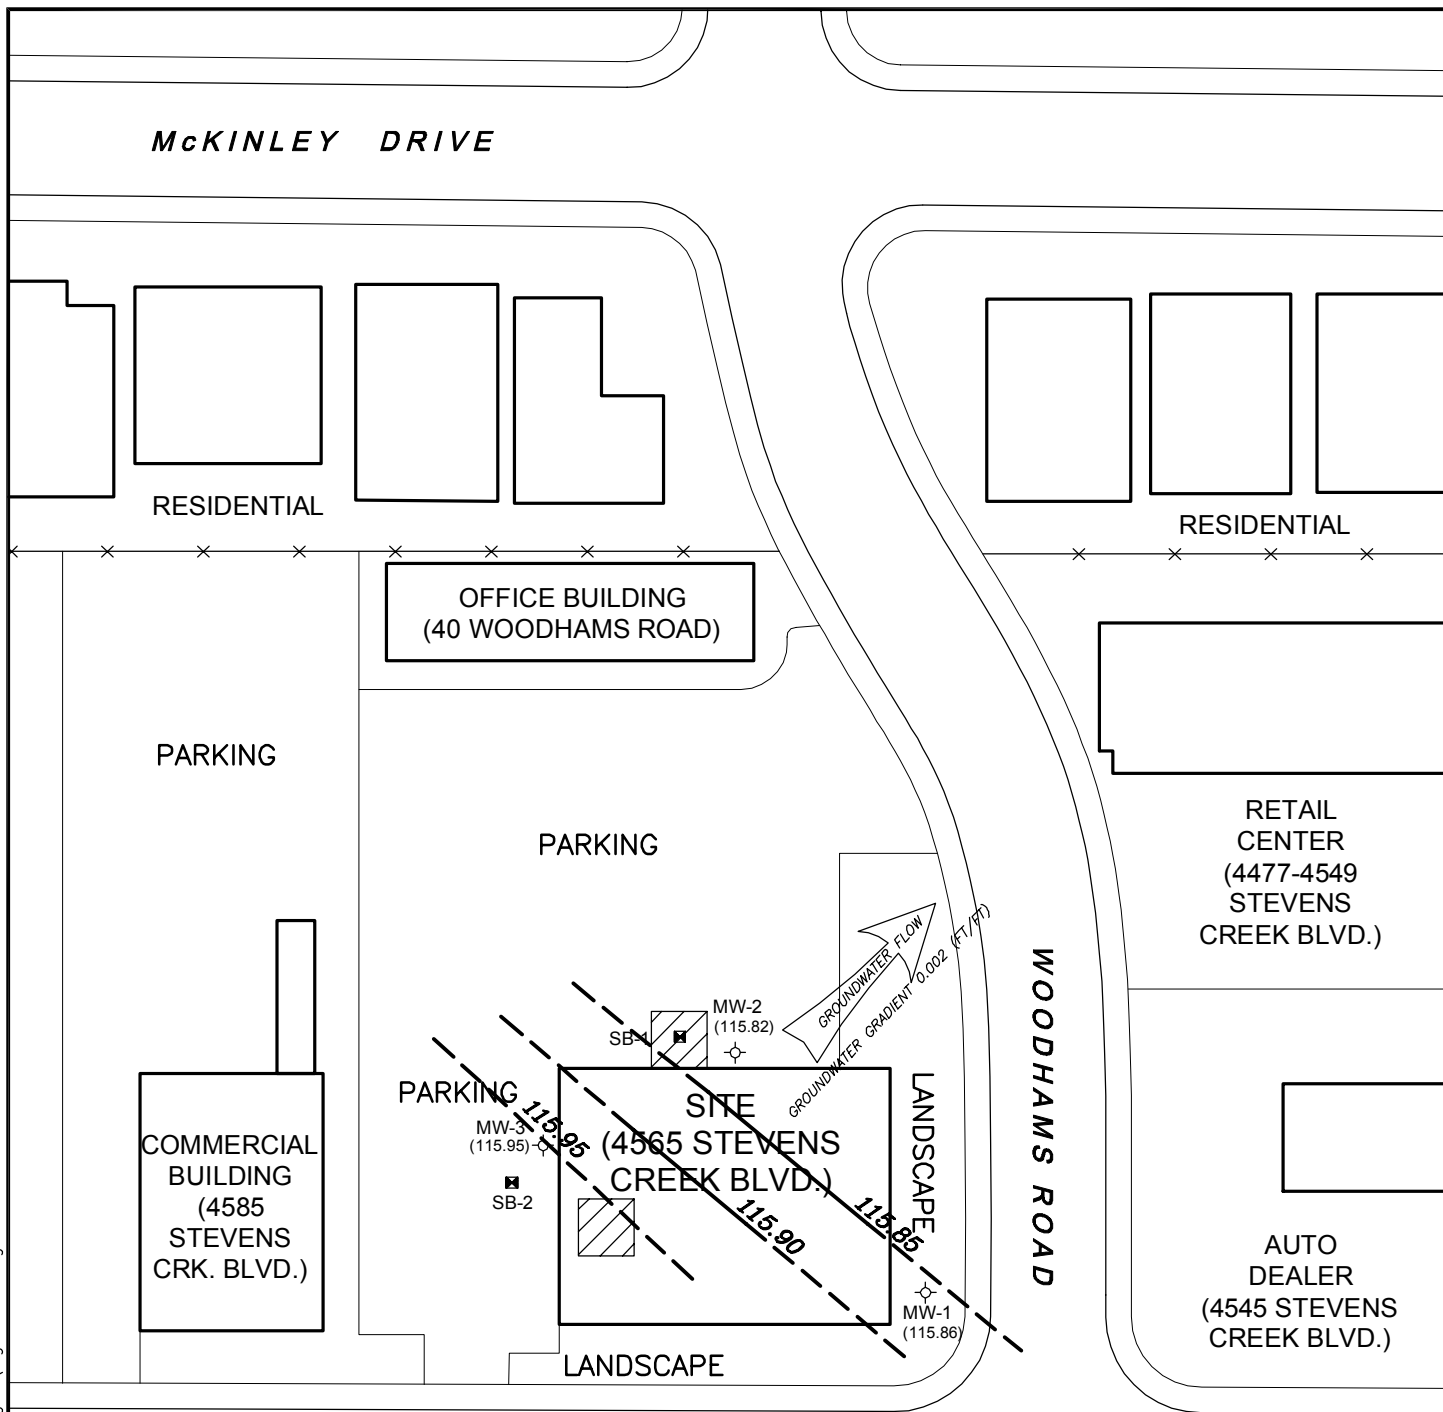 McKINLEY DRIVE
RESIDENTIAL
RESIDENTIAL
OFFICE BUILDING
(40 WOODHAMS ROAD)
PARKING
PARKING
RETAIL
CENTER
(4477-4549
STEVENS
CREEK BLVD.)
GROUNDWATER FLOW
GROUNDWATER GRADIENT 0.002 (FT/FT)
WOODHAMS ROAD
MW-2
(115.82)
SB-1
PARKING
MW-3
(115.95)
115.95
SB-2
SITE
(4565 STEVENS
CREEK BLVD.)
115.90
115.85
LANDSCAPE
COMMERCIAL
BUILDING
(4585
STEVENS
CRK. BLVD.)
MW-1
(115.86)
AUTO
DEALER
(4545 STEVENS
CREEK BLVD.)
LANDSCAPE